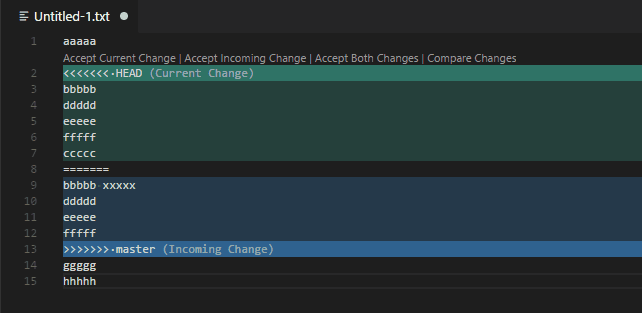 Untitled-1.txt
1 aaaaa
Accept Current Change | Accept Incoming Change | Accept Both Changes | Compare Changes
2 <<<<<<<·HEAD (Current Change)
3 bbbbb
4 ddddd
5 eeeee
6 fffff
7 ccccc
8 =======
9 bbbbb xxxxx
10 ddddd
11 eeeee
12 fffff
13 >>>>>>>·master (Incoming Change)
14 ggggg
15 hhhhh